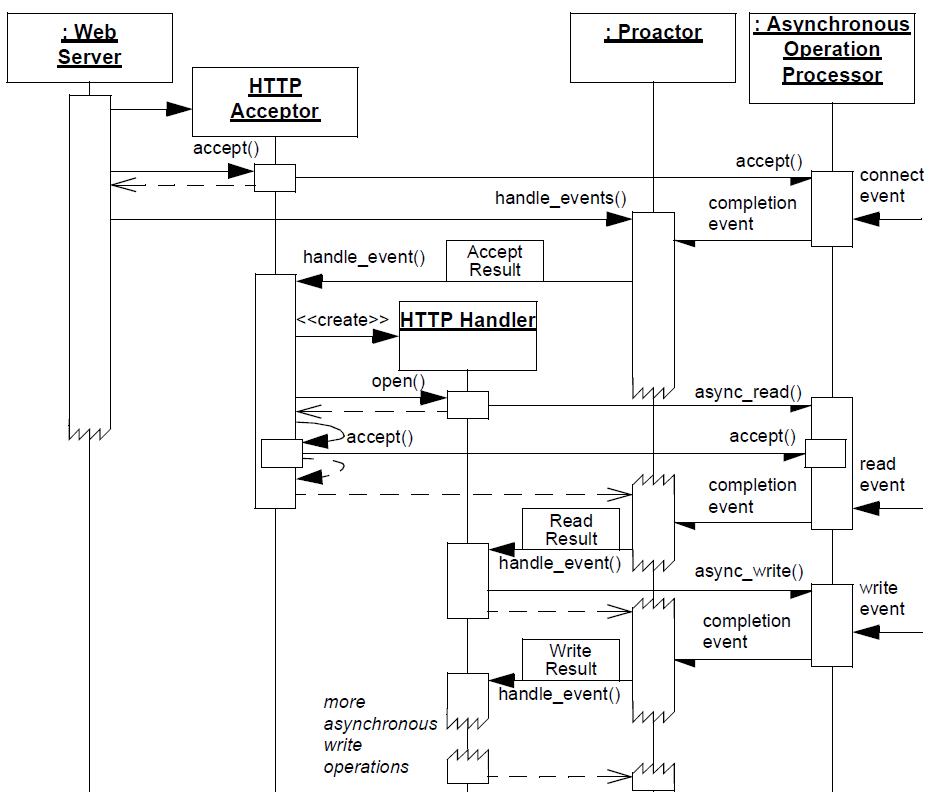 : Web
Server
HTTP
Acceptor
: Proactor
: Asynchronous
Operation
Processor
accept()
accept()
connect
event
handle_events()
completion
event
handle_event()
Accept
Result
<<create>>
HTTP Handler
open()
async_read()
accept()
accept()
read
event
completion
event
Read
Result
handle_event()
async_write()
write
event
completion
event
Write
Result
handle_event()
more
asynchronous
write
operations